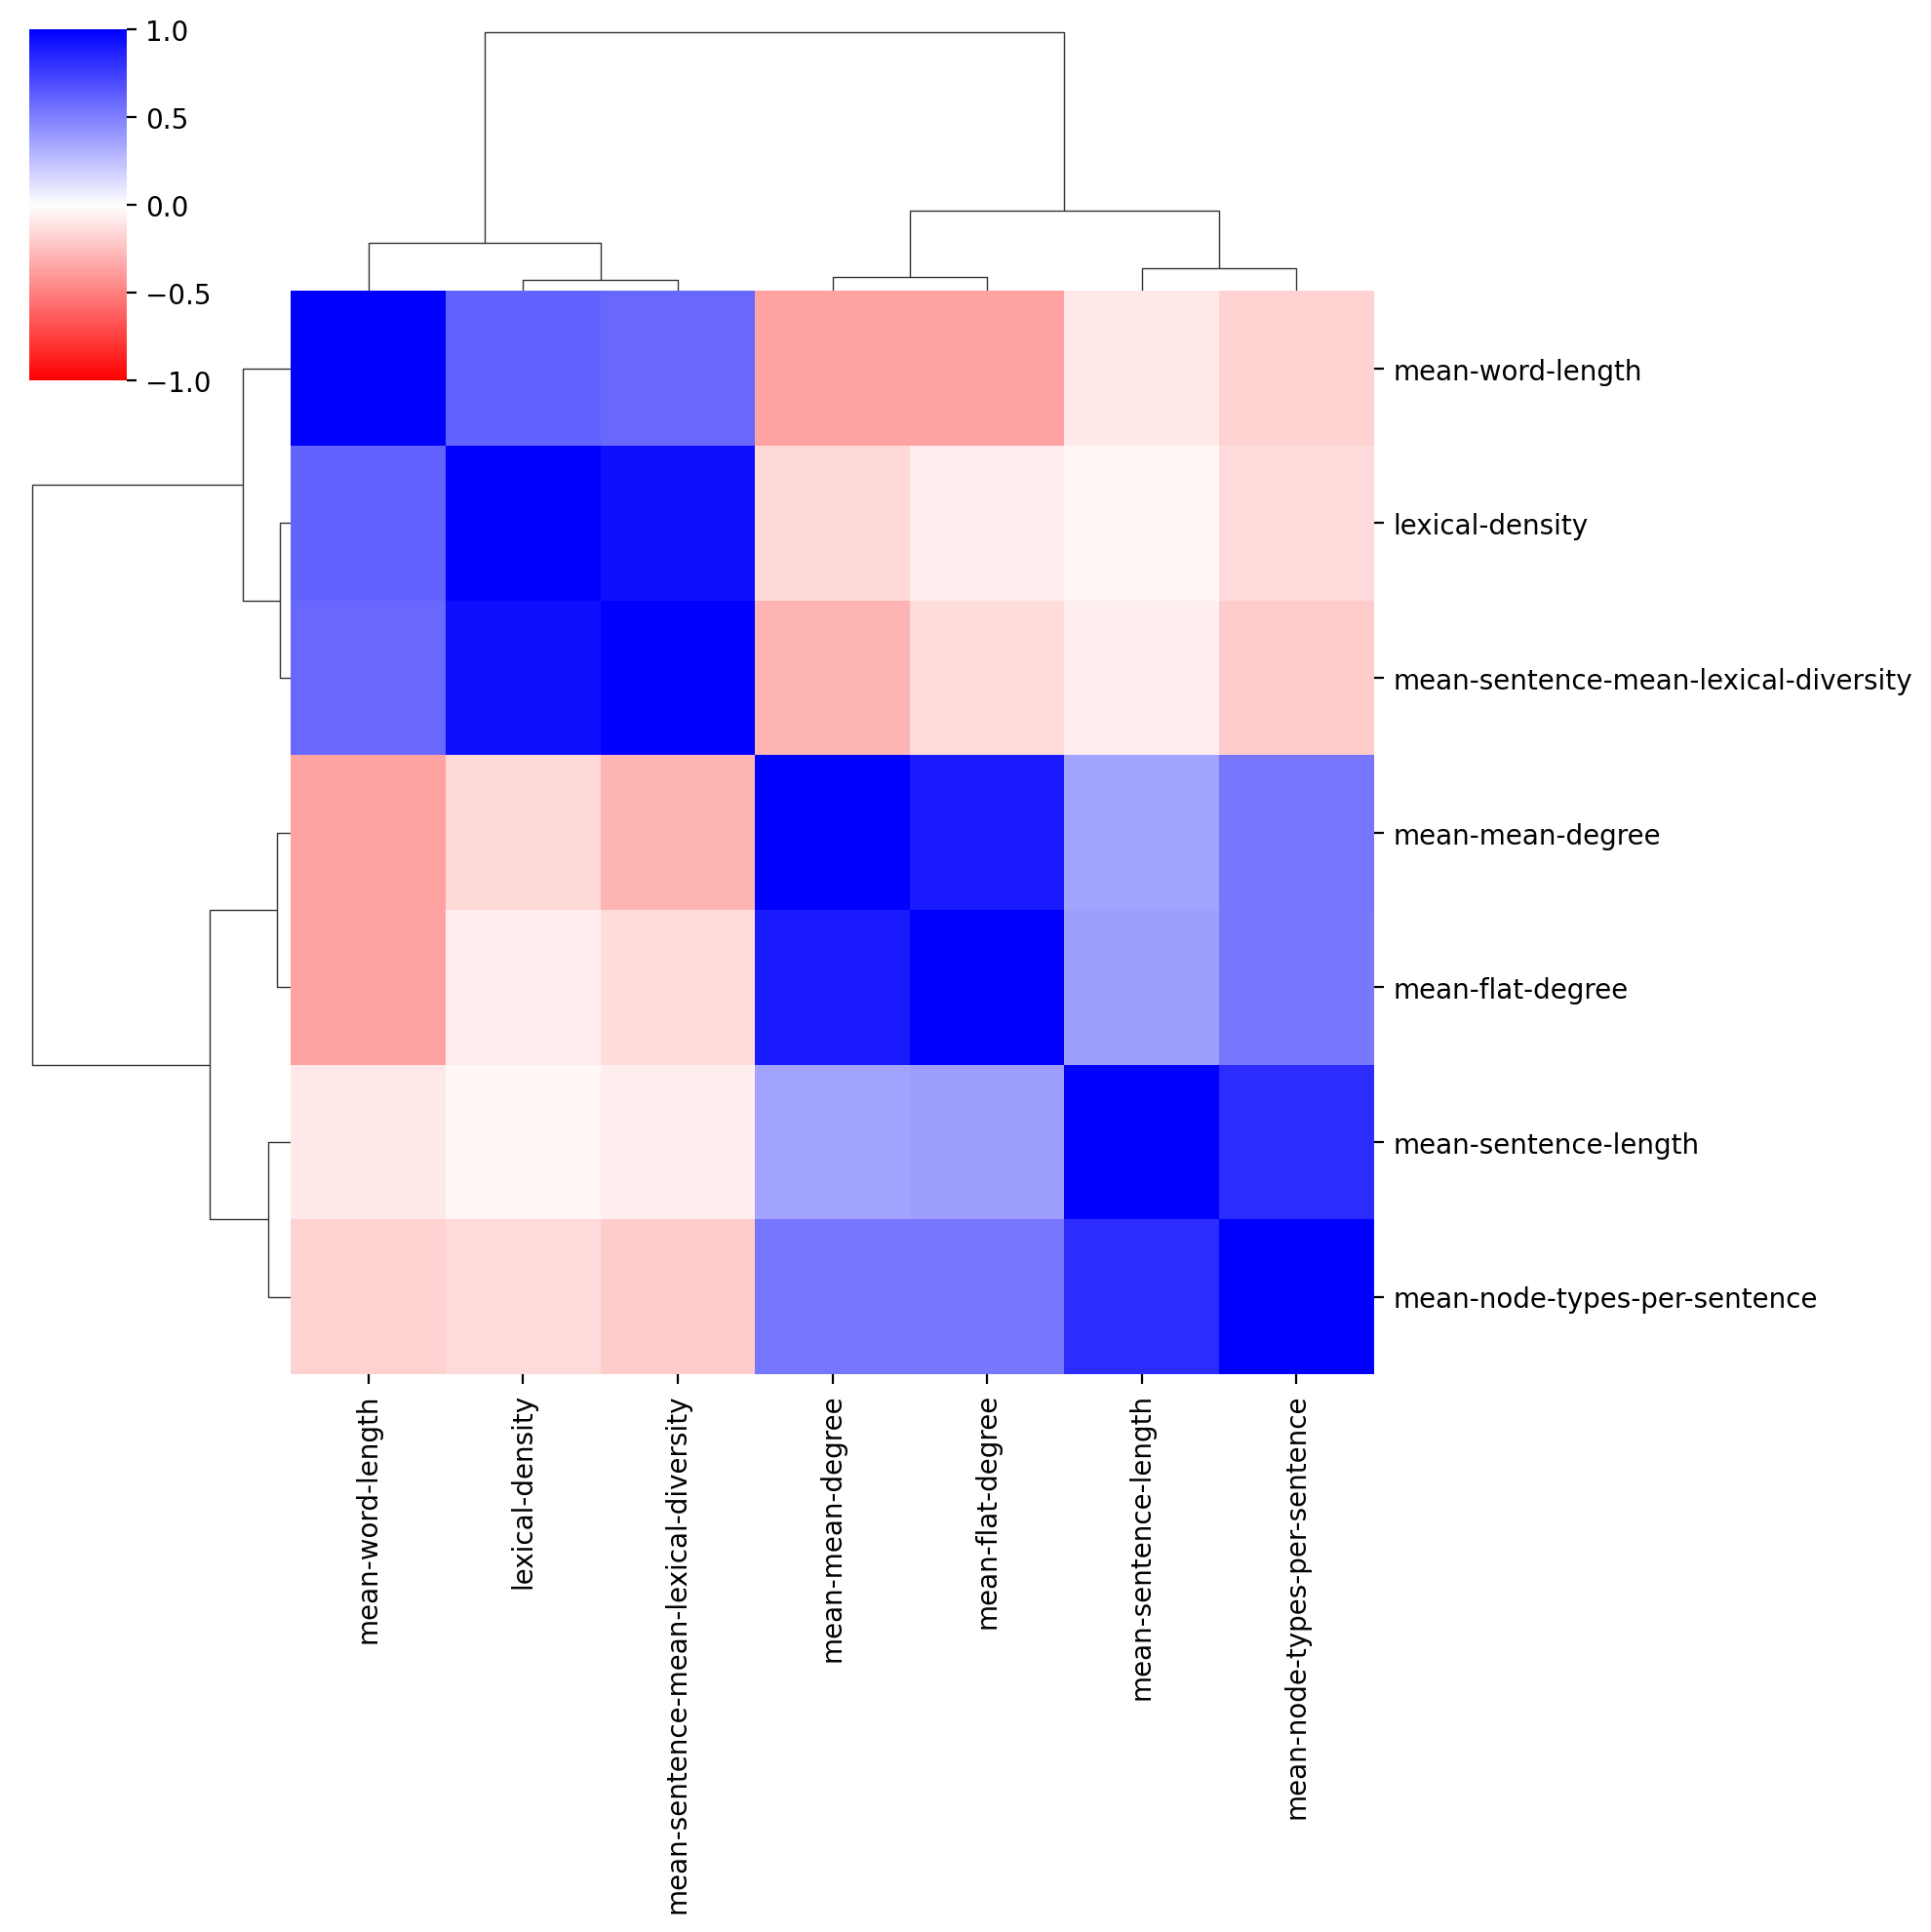 1.0
0.5
0.0
−0.5
−1.0
mean-word-length
lexical-density
mean-sentence-mean-lexical-diversity
mean-mean-degree
mean-flat-degree
mean-sentence-length
mean-node-types-per-sentence
mean-word-length
lexical-density
mean-sentence-mean-lexical-diversity
mean-mean-degree
mean-flat-degree
mean-sentence-length
mean-node-types-per-sentence